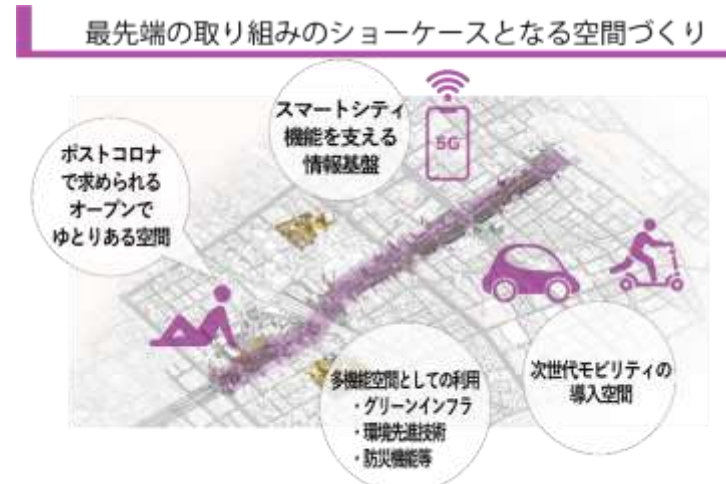 最先端の取り組みのショーケースとなる空間づくり
スマートシティ
機能を支える
情報基盤
5G
ポストコロナ
で求められる
オープンで
ゆとりある空間
多機能空間としての利用
・グリーンインフラ
・環境先進技術
・防災機能等
次世代モビリティの
導入空間